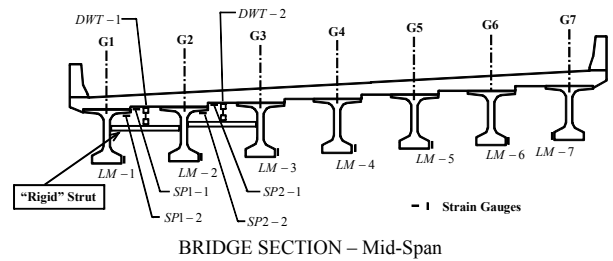 DWT – 1
DWT – 2
G1 G2 G3 G4 G5 G6 G7
LM – 1 LM – 2 LM – 3 LM – 4 LM – 5 LM – 6 LM – 7
SP1 – 1 SP2 – 1
"Rigid" Strut
SP1 – 2 SP2 – 2
Strain Gauges
BRIDGE SECTION – Mid-Span